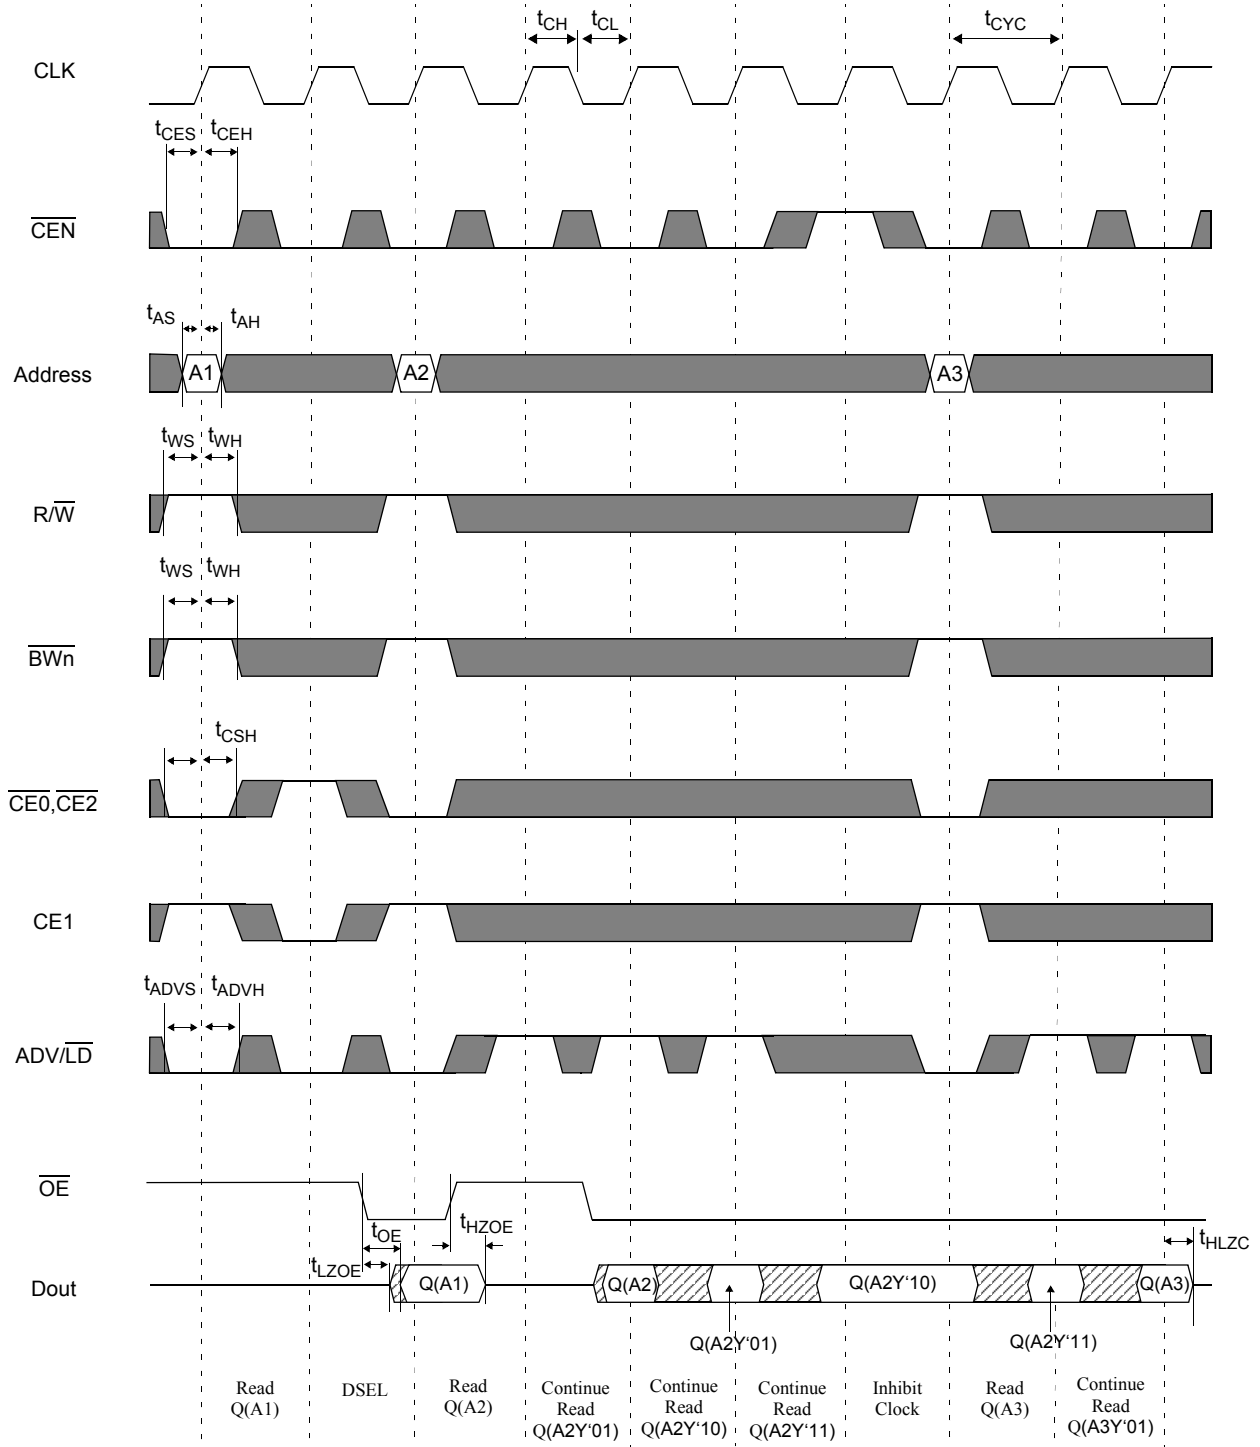 tCH tCL tCYC
CLK
tCES tCEH
CEN
tAS tAH
Address A1 A2 A3
tWS tWH
R/W
tWS tWH
BWn
tCSH
CE0,CE2
CE1
tADVS tADVH
ADV/LD
OE
tOE tHZOE tHLZC
tLZOE
Dout Q(A1) Q(A2) Q(A2Y‘10) Q(A3)
Q(A2Y‘01) Q(A2Y‘11)
Read DSEL Read Continue Continue Continue Inhibit Read Continue
Q(A1) Q(A2) Read Read Read Clock Q(A3) Read
Q(A2Y‘01) Q(A2Y‘10) Q(A2Y‘11) Q(A3Y‘01)